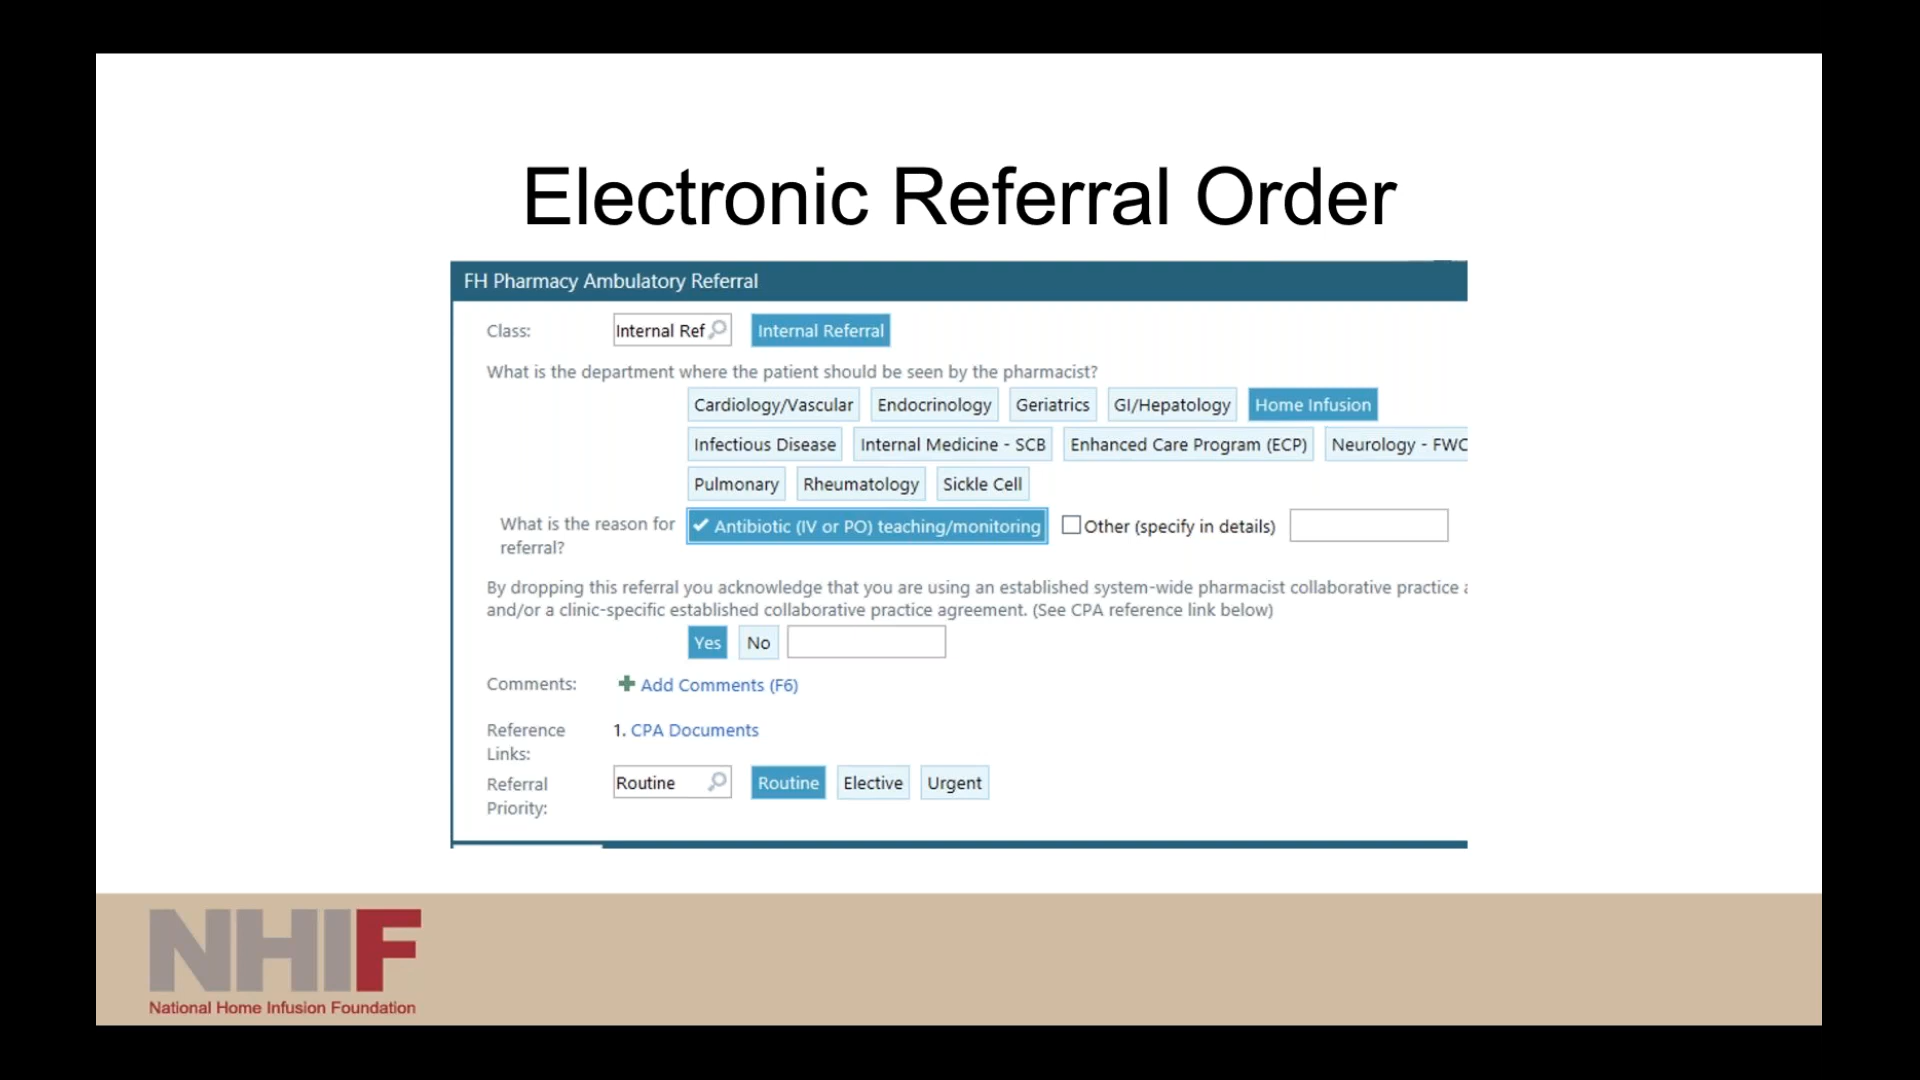 Electronic Referral Order
FH Pharmacy Ambulatory Referral
Class: Internal Ref Internal Referral
What is the department where the patient should be seen by the pharmacist?
Cardiology/Vascular Endocrinology Geriatrics GI/Hepatology Home Infusion
Infectious Disease Internal Medicine - SCB Enhanced Care Program (ECP) Neurology - FWC
Pulmonary Rheumatology Sickle Cell
What is the reason for referral? Antibiotic (IV or PO) teaching/monitoring Other (specify in details)
By dropping this referral you acknowledge that you are using an established system-wide pharmacist collaborative practice
and/or a clinic-specific established collaborative practice agreement. (See CPA reference link below)
Yes No
Comments: Add Comments (F6)
Reference Links: 1. CPA Documents
Referral Priority: Routine Routine Elective Urgent
NHIF
National Home Infusion Foundation